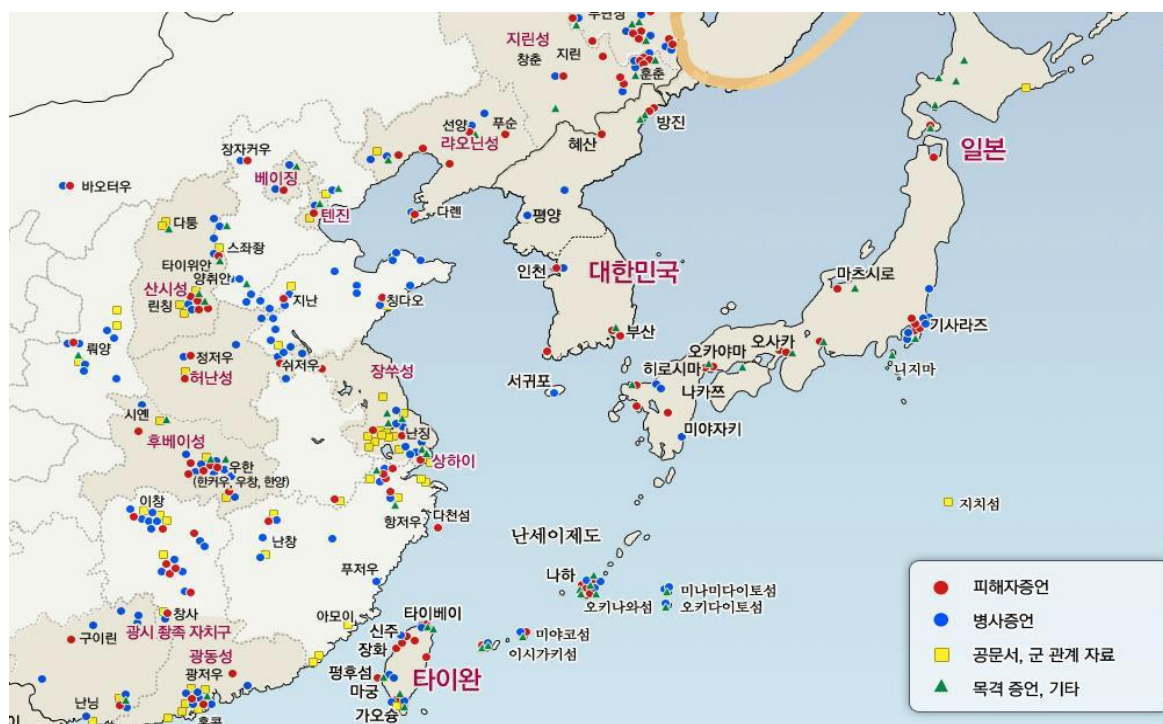 두만강
지린성
지린
창춘
훈춘
방진
혜산
선양
푸순
랴오닌성
장자커우
베이징
바오터우
톈진
다롄
평양
다퉁
스좌좡
타이위안
양취안
산시성
린칭
지난
칭다오
인천
대한민국
부산
서귀포
일본
마츠시로
기사라즈
니지마
오카야마
오사카
히로시마
나카쯔
미야자키
뤄양
정저우
허난성
쉬저우
장쑤성
시옌
후베이성
난징
상하이
우한
(한커우, 우창, 한양)
이창
항저우
다천섬
난창
푸저우
창사
구이린
광시 좡족 자치구
광동성
광저우
난닝
홍콩
아모이
타이베이
신주
장화
타이완
펑후섬
마궁
가오슝
난세이제도
나하
오키나와섬
미나미다이토섬
오키다이토섬
미야코섬
이시가키섬
지치섬
피해자증언
병사증언
공문서, 군 관계 자료
목격 증언, 기타